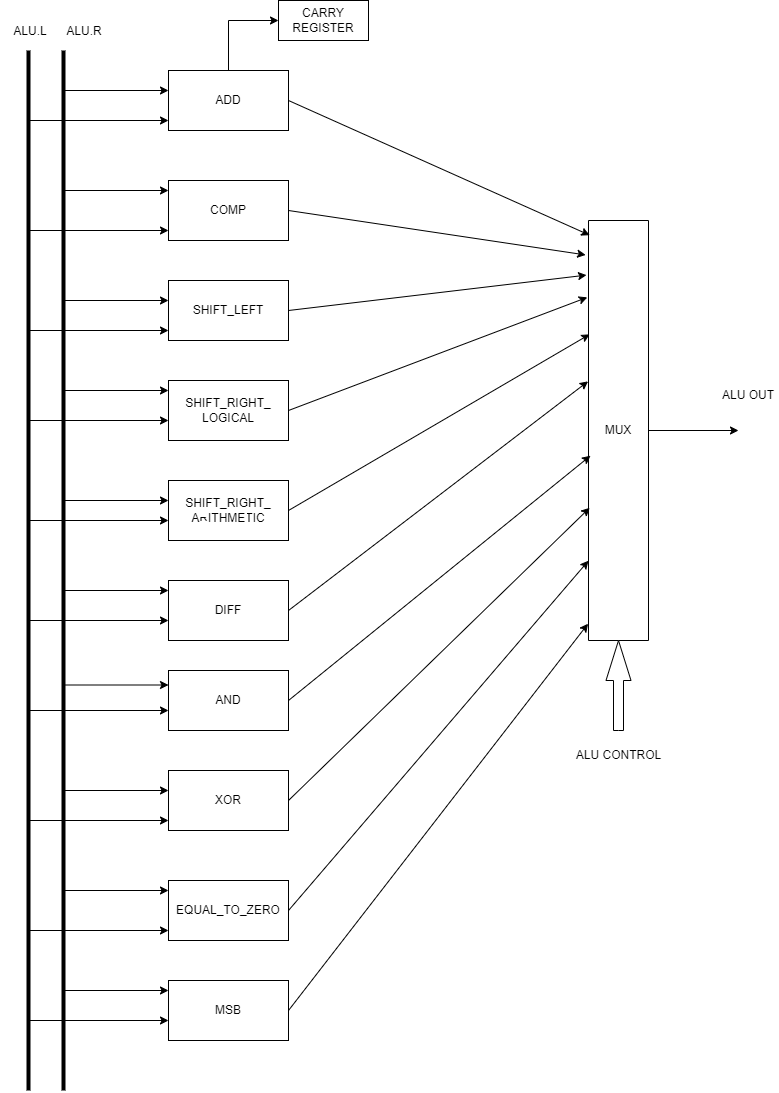 CARRY
REGISTER
ALU.L
ALU.R
ADD
COMP
SHIFT_LEFT
SHIFT_RIGHT_
LOGICAL
SHIFT_RIGHT_
ARITHMETIC
DIFF
AND
XOR
EQUAL_TO_ZERO
MSB
MUX
ALU OUT
ALU CONTROL